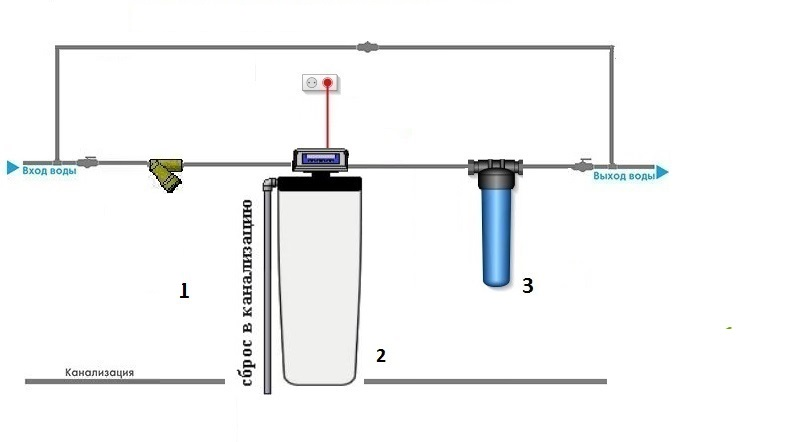 Вход воды
Выход воды
сброс в канализацию
1
3
2
Канализация